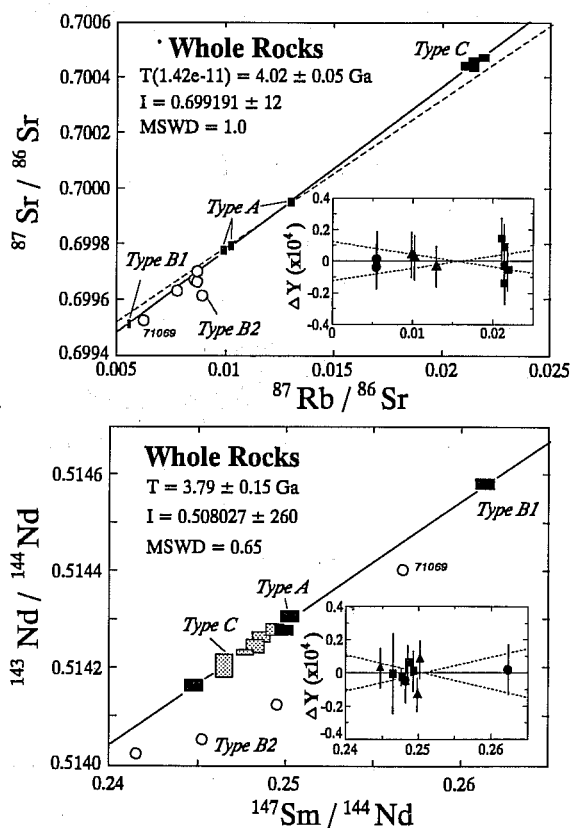 0.7006
Whole Rocks
Type C
T(1.42e-11) = 4.02 ± 0.05 Ga
0.7004
I = 0.699191 ± 12
MSWD = 1.0
0.7002
87Sr / 86Sr
0.7000
Type A
0.4
0.2
0
-0.2
-0.4
ΔY (x10⁴)
0 0.01 0.02
0.6998
Type B1
0.6996
Type B2
71069
0.6994
0.005 0.01 0.015 0.02 0.025
87Rb / 86Sr
Whole Rocks
0.5146
T = 3.79 ± 0.15 Ga
I = 0.508027 ± 260
Type B1
MSWD = 0.65
71069
143Nd / 144Nd
0.5144
Type A
Type C
0.4
0.2
0
-0.2
-0.4
ΔY (x10⁴)
0.24 0.25 0.26
0.5142
Type B2
0.5140
0.24 0.25 0.26
147Sm / 144Nd